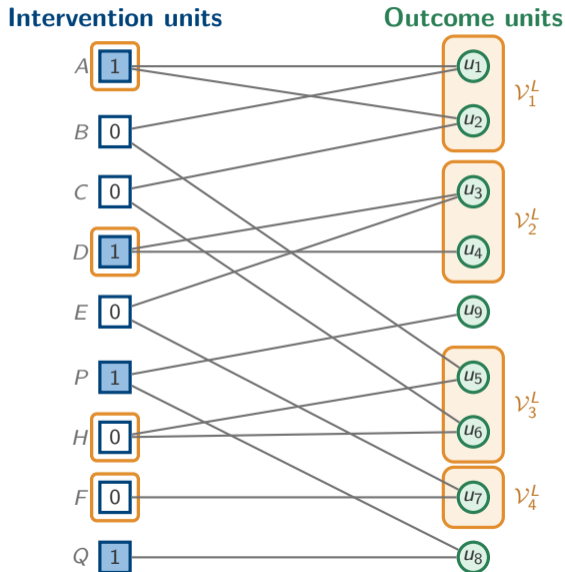 Intervention units Outcome units
A 1 u₁
𝒱₁ᴸ
B 0 u₂
C 0 u₃
𝒱₂ᴸ
D 1 u₄
E 0 u₉
P 1 u₅
𝒱₃ᴸ
H 0 u₆
F 0 u₇ 𝒱₄ᴸ
Q 1 u₈